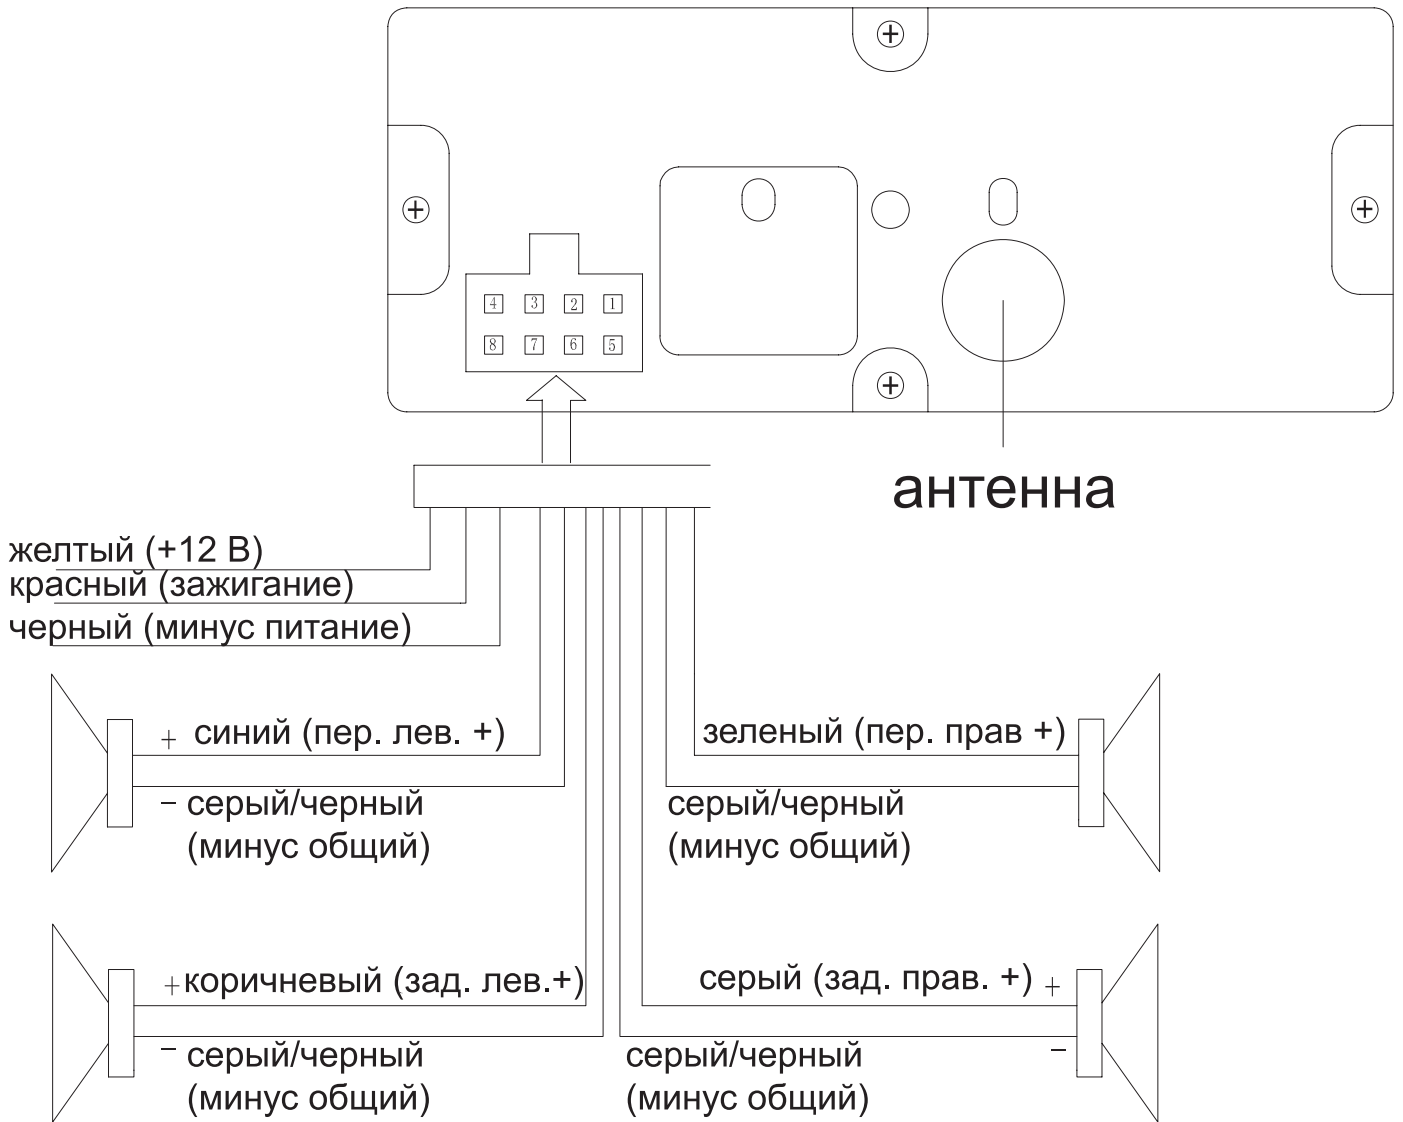 4 3 2 1
8 7 6 5
антенна
желтый (+12 В)
красный (зажигание)
черный (минус питание)
+ синий (пер. лев. +)
зеленый (пер. прав +)
− серый/черный
(минус общий)
серый/черный
(минус общий)
+ коричневый (зад. лев.+)
серый (зад. прав. +) +
− серый/черный
(минус общий)
серый/черный −
(минус общий)